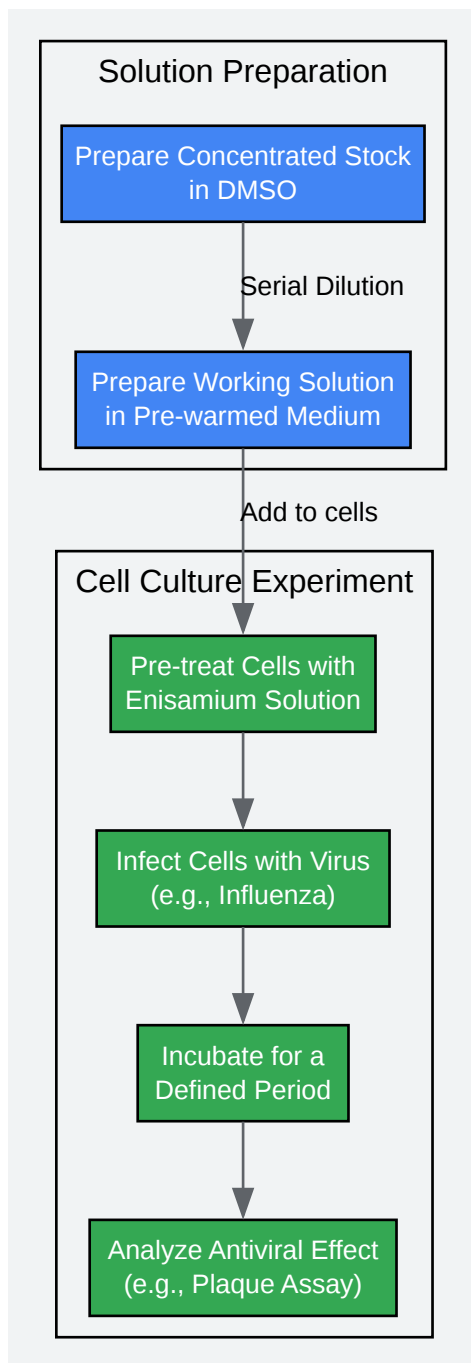 Solution Preparation
Prepare Concentrated Stock
in DMSO
Serial Dilution
Prepare Working Solution
in Pre-warmed Medium
Add to cells
Cell Culture Experiment
Pre-treat Cells with
Enisamium Solution
Infect Cells with Virus
(e.g., Influenza)
Incubate for a
Defined Period
Analyze Antiviral Effect
(e.g., Plaque Assay)